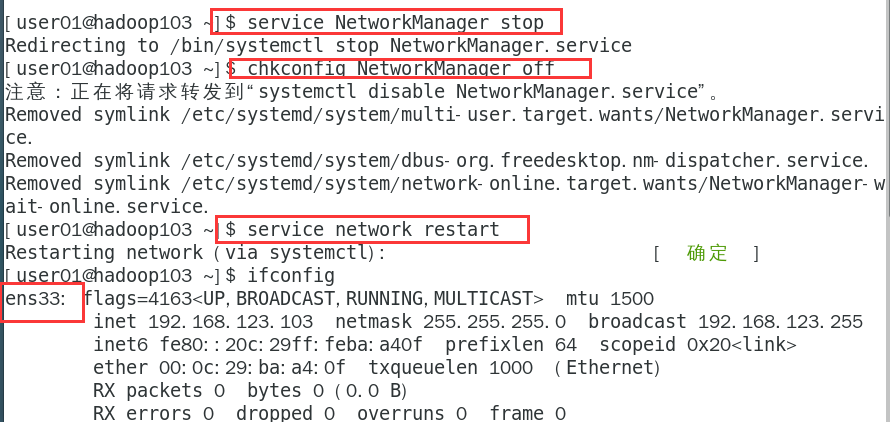 [user01@hadoop103 ~]$ service NetworkManager stop
Redirecting to /bin/systemctl stop NetworkManager.service
[user01@hadoop103 ~]$ chkconfig NetworkManager off
注意：正在将请求转发到“systemctl disable NetworkManager.service”。
Removed symlink /etc/systemd/system/multi-user.target.wants/NetworkManager.servi
ce.
Removed symlink /etc/systemd/system/dbus-org.freedesktop.nm-dispatcher.service.
Removed symlink /etc/systemd/system/network-online.target.wants/NetworkManager-w
ait-online.service.
[user01@hadoop103 ~]$ service network restart
Restarting network (via systemctl):                        [  确定  ]
[user01@hadoop103 ~]$ ifconfig
ens33: flags=4163<UP,BROADCAST,RUNNING,MULTICAST>  mtu 1500
        inet 192.168.123.103  netmask 255.255.255.0  broadcast 192.168.123.255
        inet6 fe80::20c:29ff:feba:a40f  prefixlen 64  scopeid 0x20<link>
        ether 00:0c:29:ba:a4:0f  txqueuelen 1000  (Ethernet)
        RX packets 0  bytes 0 (0.0 B)
        RX errors 0  dropped 0  overruns 0  frame 0